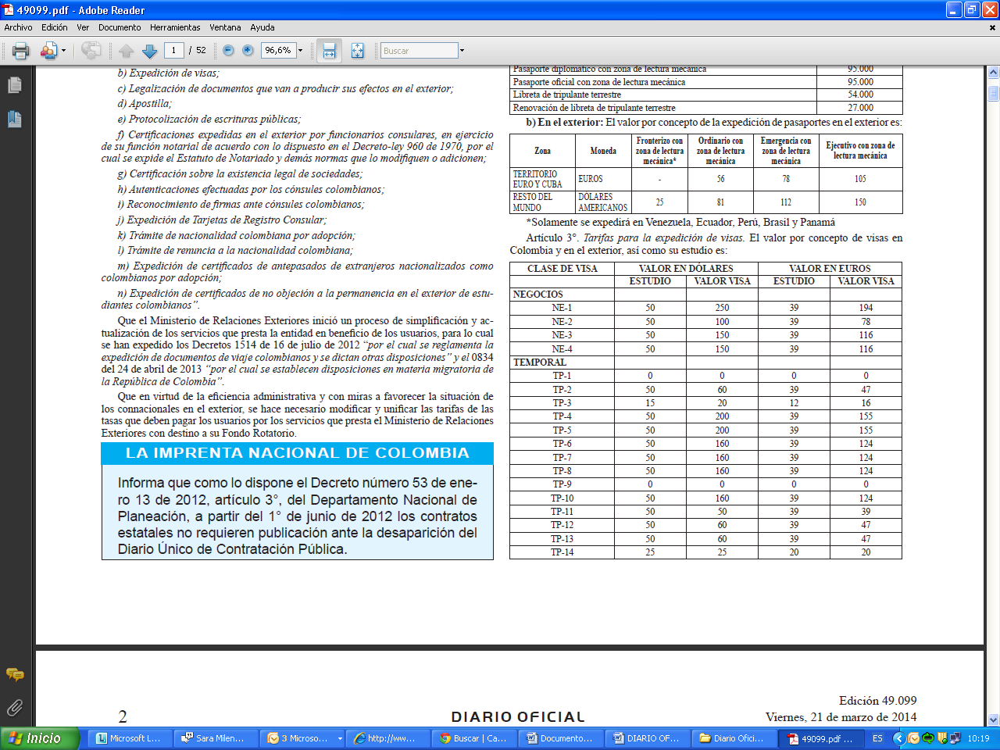 49099.pdf - Adobe Reader
Archivo Edición Ver Documento Herramientas Ventana Ayuda
1 / 52 96,6% Buscar
b) Expedición de visas;
c) Legalización de documentos que van a producir sus efectos en el exterior;
d) Apostilla;
e) Protocolización de escrituras públicas;
f) Certificaciones expedidas en el exterior por funcionarios consulares, en ejercicio
de su función notarial de acuerdo con lo dispuesto en el Decreto-ley 960 de 1970, por el
cual se expide el Estatuto de Notariado y demás normas que lo modifiquen o adicionen;
g) Certificación sobre la existencia legal de sociedades;
h) Autenticaciones efectuadas por los cónsules colombianos;
i) Reconocimiento de firmas ante cónsules colombianos;
j) Expedición de Tarjetas de Registro Consular;
k) Trámite de nacionalidad colombiana por adopción;
l) Trámite de renuncia a la nacionalidad colombiana;
m) Expedición de certificados de antepasados de extranjeros nacionalizados como
colombianos por adopción;
n) Expedición de certificados de no objeción a la permanencia en el exterior de estu-
diantes colombianos”.
Que el Ministerio de Relaciones Exteriores inició un proceso de simplificación y ac-
tualización de los servicios que presta la entidad en beneficio de los usuarios, para lo cual
se han expedido los Decretos 1514 de 16 de julio de 2012 “por el cual se reglamenta la
expedición de documentos de viaje colombianos y se dictan otras disposiciones” y el 0834
del 24 de abril de 2013 “por el cual se establecen disposiciones en materia migratoria de
la República de Colombia”.
Que en virtud de la eficiencia administrativa y con miras a favorecer la situación de
los connacionales en el exterior, se hace necesario modificar y unificar las tarifas de las
tasas que deben pagar los usuarios por los servicios que presta el Ministerio de Relaciones
Exteriores con destino a su Fondo Rotatorio.
LA IMPRENTA NACIONAL DE COLOMBIA
Informa que como lo dispone el Decreto número 53 de ene-
ro 13 de 2012, artículo 3°, del Departamento Nacional de
Planeación, a partir del 1° de junio de 2012 los contratos
estatales no requieren publicación ante la desaparición del
Diario Único de Contratación Pública.
Pasaporte diplomático con zona de lectura mecánica 95.000
Pasaporte oficial con zona de lectura mecánica 95.000
Libreta de tripulante terrestre 54.000
Renovación de libreta de tripulante terrestre 27.000
b) En el exterior: El valor por concepto de la expedición de pasaportes en el exterior es:
Zona Moneda Fronterizo con zona de lectura mecánica* Ordinario con zona de lectura mecánica Emergencia con zona de lectura mecánica Ejecutivo con zona de lectura mecánica
TERRITORIO EURO Y CUBA EUROS - 56 78 105
RESTO DEL MUNDO DÓLARES AMERICANOS 25 81 112 150
*Solamente se expedirá en Venezuela, Ecuador, Perú, Brasil y Panamá
Artículo 3°. Tarifas para la expedición de visas. El valor por concepto de visas en
Colombia y en el exterior, así como su estudio es:
CLASE DE VISA VALOR EN DÓLARES VALOR EN EUROS
ESTUDIO VALOR VISA ESTUDIO VALOR VISA
NEGOCIOS
NE-1 50 250 39 194
NE-2 50 100 39 78
NE-3 50 150 39 116
NE-4 50 150 39 116
TEMPORAL
TP-1 0 0 0 0
TP-2 50 60 39 47
TP-3 15 20 12 16
TP-4 50 200 39 155
TP-5 50 200 39 155
TP-6 50 160 39 124
TP-7 50 160 39 124
TP-8 50 160 39 124
TP-9 0 0 0 0
TP-10 50 160 39 124
TP-11 50 50 39 39
TP-12 50 60 39 47
TP-13 50 60 39 47
TP-14 25 25 20 20
Edición 49.099
2 DIARIO OFICIAL Viernes, 21 de marzo de 2014
Inicio Microsoft L... Sara Milen... 3 Microso... http://ww... Buscar | Ca... Documento... DIARIO OF... Diario Ofici... 49099.pdf ... ES 10:19